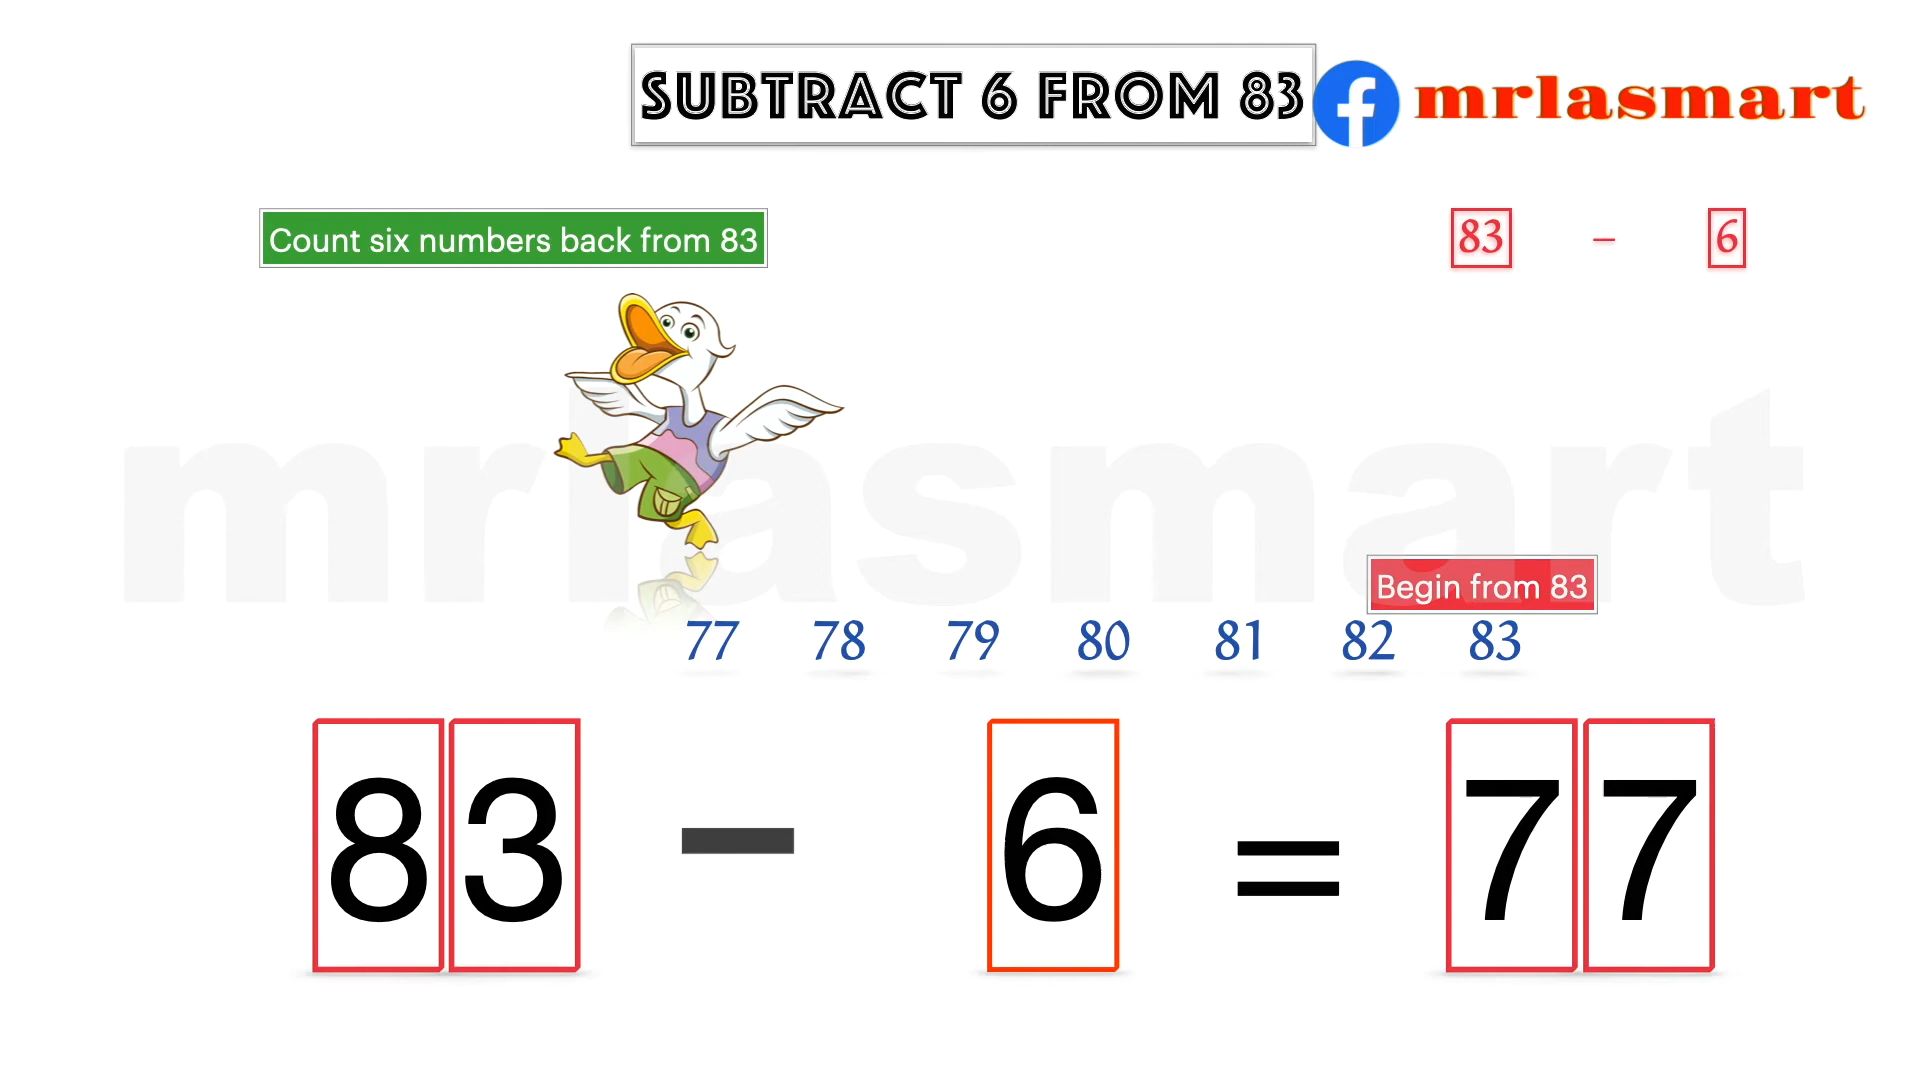 SUBTRACT 6 FROM 83
mrlasmart
Count six numbers back from 83
83 – 6
mrlasmart
Begin from 83
77 78 79 80 81 82 83
83 - 6 = 77